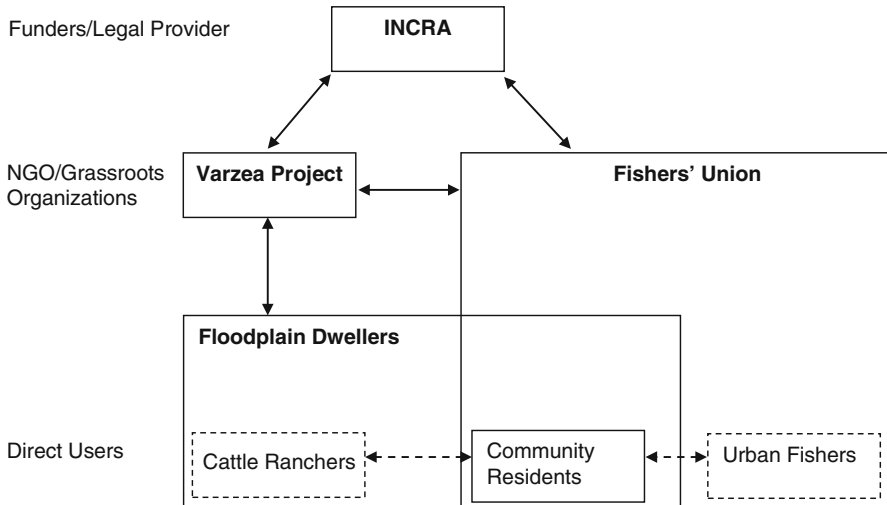 Funders/Legal Provider
INCRA
NGO/Grassroots
Organizations
Varzea Project
Fishers’ Union
Floodplain Dwellers
Direct Users
Cattle Ranchers
Community
Residents
Urban Fishers